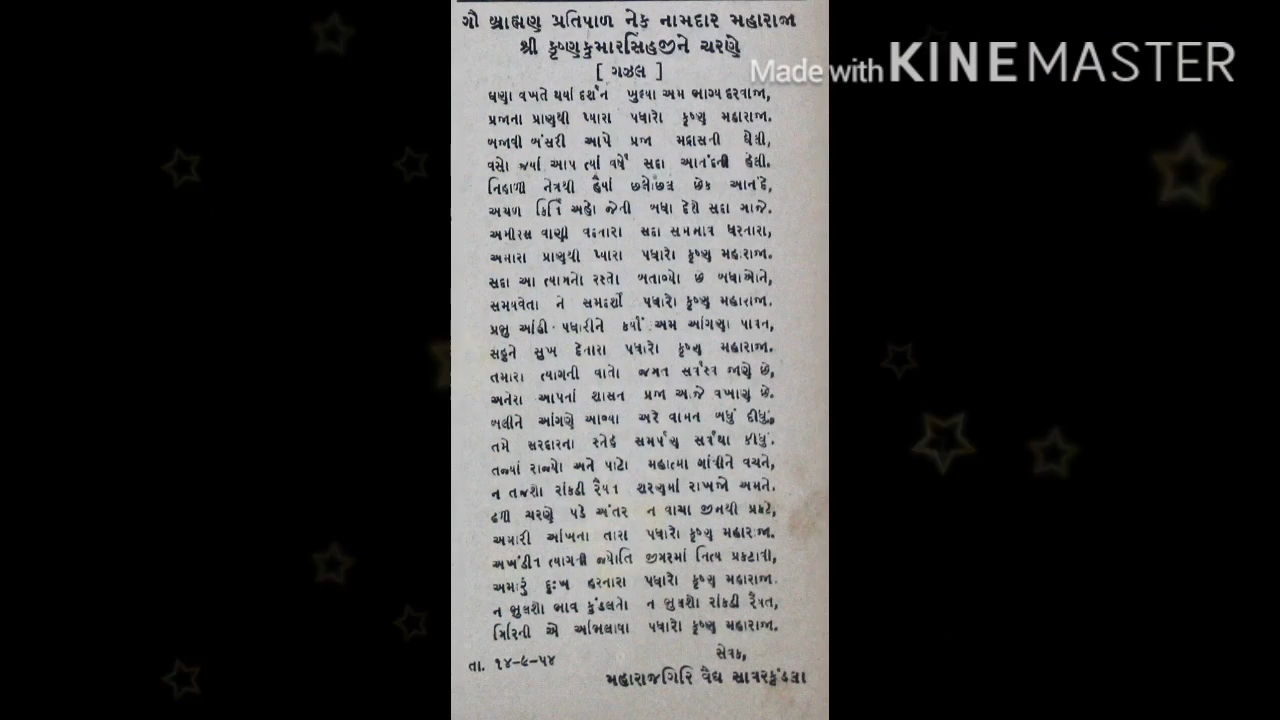 ગૌ બ્રાહ્મણ પ્રતિપાળ નેક નામદાર મહારાજા
શ્રી કૃષ્ણકુમારસિંહજીને ચરણે
[ ગઝલ ]
Made with KINEMASTER
ઘણા વખતે થયાં દર્શન ખુલ્યા અમ ભાગ્ય દરવાજા,
પ્રજાના પ્રાણથી પ્યારા પધારો કૃષ્ણ મહારાજા.
બજાવી બંસરી આપે પ્રજા મદ્રાસની ઘેલી,
વસો જ્યાં આપ ત્યાં વર્ષે સદા આનંદની હેલી.
નિહાળી નેત્રથી હૈયાં છલોછલ છેક આનંદે,
અચળ કિર્તિ અહો જેની બધા દેશે સદા ગાજે.
અમીરસ વાણી વદનારા સદા સમભાવ ધરનારા,
અમારા પ્રાણથી પ્યારા પધારો કૃષ્ણ મહારાજા.
સદા આ ત્યાગનો રસ્તો બતાવ્યો છે બધાઓને,
સમયવેતા ને સમદર્શી પધારો કૃષ્ણ મહારાજા.
પ્રભુ આંહી પધારીને કર્યાં અમ આંગણા પાવન,
સહુને સુખ દેનારા પધારો કૃષ્ણ મહારાજા.
તમારા ત્યાગની વાતો જગત સર્વસ્વ જાણે છે,
અનેરા આપનાં શાસન પ્રજા આજે વખાણે છે.
બલીને આંગણે આવ્યા અરે વામન બધું દીધું,
તમે સરદારના સ્નેહે સમર્પણ સર્વથા કીધું.
તજ્યાં રાજ્યો અને પાટો મહાત્મા ગાંધીને વચને,
ન તજશો રાંકડી રૈયત શરણમાં રાખજો અમને.
ઢળી ચરણે પડે અંતર ન વાચા જીભથી પ્રકટે,
અમારી આંખના તારા પધારો કૃષ્ણ મહારાજા.
અખંડીત ત્યાગની જ્યોતિ જીગરમાં નિત્ય પ્રકટાવી,
અમારું દુઃખ હરનારા પધારો કૃષ્ણ મહારાજા.
ન ભુલશો ભાવ કુંડલનો ન ભુલશો રાંકડી રૈયત,
ગિરિની એ અભિલાષા પધારો કૃષ્ણ મહારાજા.
તા. ૧૪-૯-૫૪
સેવક,
મહારાજગિરિ વૈદ્ય સાવરકુંડલા